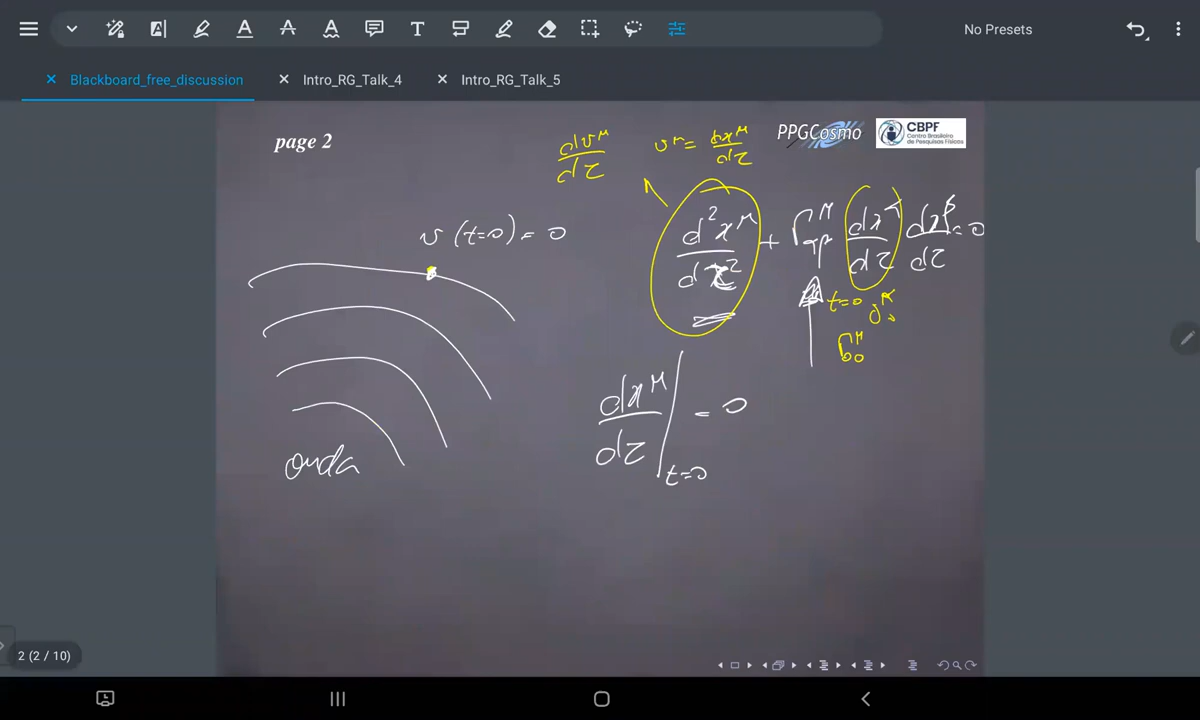 No Presets
Blackboard_free_discussion
Intro_RG_Talk_4
Intro_RG_Talk_5
page 2
PPGCosmo
CBPF
Centro Brasileiro
de Pesquisas Físicas
dv^μ/dτ
v^μ = dx^μ/dτ
v (t=0) = 0
d²x^μ/dτ² + Γ^μ_αβ dx^α/dτ dx^β/dτ = 0
t=0 δ^α_0
Γ^μ_00
dx^μ/dτ |_t=0 = 0
onda
2 (2 / 10)